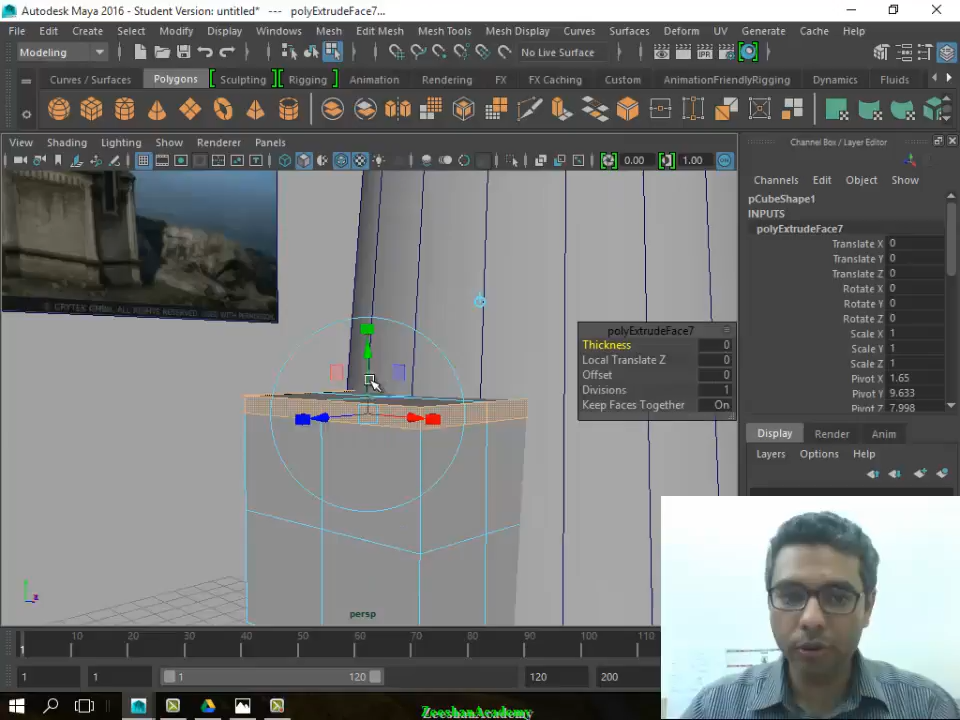 Autodesk Maya 2016 - Student Version: untitled* --- polyExtrudeFace7...
File Edit Create Select Modify Display Windows Mesh Edit Mesh Mesh Tools Mesh Display Curves Surfaces Deform UV Generate Cache
Modeling No Live Surface
Curves / Surfaces Polygons Sculpting Rigging Animation Rendering FX FX Caching Custom AnimationFriendlyRigging Dynamics Fluids
View Shading Lighting Show Renderer Panels
0.00 1.00
Channel Box / Layer Editor
Channels Edit Object Show
pCubeShape1
INPUTS
polyExtrudeFace7
Translate X 0
Translate Y 0
Translate Z 0
Rotate X 0
Rotate Y 0
Rotate Z 0
Scale X 1
Scale Y 1
Scale Z 1
Pivot X 1.65
Pivot Y 9.633
Pivot Z 7.998
polyExtrudeFace7
Thickness 0
Local Translate Z 0
Offset 0
Divisions 1
Keep Faces Together On
Display Render Anim
Layers Options Help
persp
1 10 20 30 40 50 60 70 80 90 100 110
1 1 1 120 120 200
ZeeshanAcademy